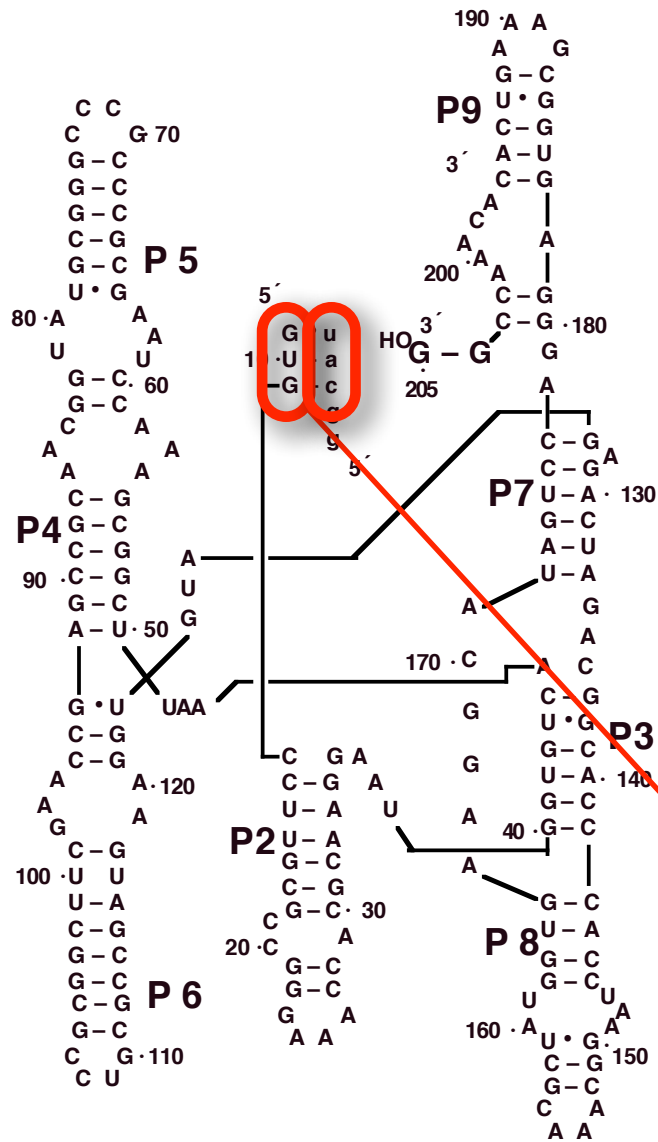 190 · A A
A G
G – C
C C U • G
P9
C G · 70 C – G
G – C A – U
3´
G – C C – G
G – C A
C – G C
P 5 A A
G – C 200 · A
U • G A
5´ C G
80 · A A 3´
G u HO C G · 180
U A U 10 · U a G – G G
G C 60 G c 205 A
G – C g
C A A g C – G A
A A 5´ C – G
C – G P7 U – A · 130
P4 G – C G – C
C – G A A – U
90 · C – G U U – A
G – C A G
A – U · 50 G A
170 · C A C
G • U UAA C – G
C – G G U • G P3
C – G C G A G – C
A A · 120 C – G A G U – A 140
A A U – A U G – C
G U – A A 40 · G – C
C – G P2 G – C
100 · U – U C – G A G – C
U – A G – C · 30 U – A
C – G C A P 8 G – C
G – C 20 · C G – C
G – C P 6 G – C U U
C – G G – C A A
G – C G A 160 · A U • G · 150
C G · 110 A A C – G
C U G – C
C A
A A